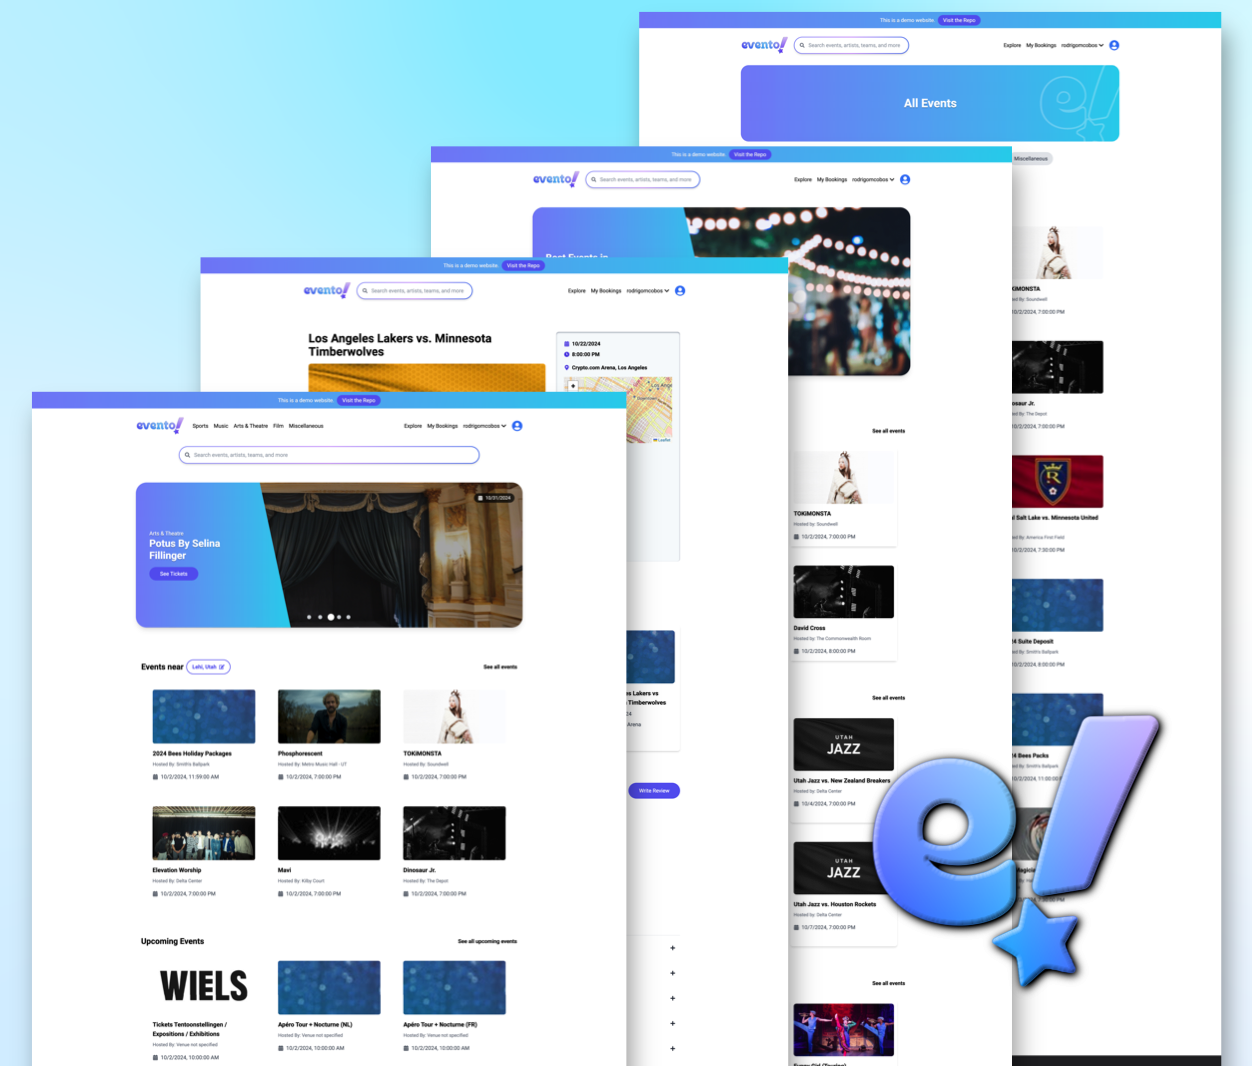 This is a demo website. Visit the Repo
evento!
Search events, artists, teams, and more
Explore My Bookings rodrigomcobos
All Events
e!
Miscellaneous
KIMONSTA
Hosted By: Soundwell
10/2/2024, 7:00:00 PM
osaur Jr.
ed By: The Depot
10/2/2024, 7:00:00 PM
l Salt Lake vs. Minnesota United
ed By: America First Field
10/2/2024, 7:30:00 PM
4 Suite Deposit
ed By: Smith's Ballpark
10/2/2024, 8:00:00 PM
4 Bees Packs
ed By: Smith's Ballpark
10/2/2024, 11:00:00
This is a demo website. Visit the Repo
evento!
Search events, artists, teams, and more
Explore My Bookings rodrigomcobos
Best Events in
See all events
TOKiMONSTA
Hosted By: Soundwell
10/2/2024, 7:00:00 PM
David Cross
Hosted By: The Commonwealth Room
10/2/2024, 8:00:00 PM
See all events
UTAH
JAZZ
Utah Jazz vs. New Zealand Breakers
Hosted By: Delta Center
10/4/2024, 7:00:00 PM
UTAH
JAZZ
Utah Jazz vs. Houston Rockets
Hosted By: Delta Center
10/7/2024, 7:00:00 PM
See all events
This is a demo website. Visit the Repo
evento!
Search events, artists, teams, and more
Explore My Bookings rodrigomcobos
Los Angeles Lakers vs. Minnesota
Timberwolves
10/22/2024
8:00:00 PM
Crypto.com Arena, Los Angeles
+
Los Ange
Leaflet
s Lakers vs
Timberwolves
24
Arena
Write Review
+
+
+
+
+
This is a demo website. Visit the Repo
evento!
Sports Music Arts & Theatre Film Miscellaneous
Explore My Bookings rodrigomcobos
Search events, artists, teams, and more
10/31/2024
Arts & Theatre
Potus By Selina
Fillinger
See Tickets
Events near Lehi, Utah
See all events
2024 Bees Holiday Packages
Hosted By: Smith's Ballpark
10/2/2024, 11:59:00 AM
Phosphorescent
Hosted By: Metro Music Hall - UT
10/2/2024, 7:00:00 PM
TOKiMONSTA
Hosted By: Soundwell
10/2/2024, 7:00:00 PM
Elevation Worship
Hosted By: Delta Center
10/2/2024, 7:00:00 PM
Mavi
Hosted By: Kilby Court
10/2/2024, 7:00:00 PM
Dinosaur Jr.
Hosted By: The Depot
10/2/2024, 7:00:00 PM
Upcoming Events
See all upcoming events
WIELS
Tickets Tentoonstellingen /
Expositions / Exhibitions
Hosted By: Venue not specified
10/2/2024, 10:00:00 AM
Apéro Tour + Nocturne (NL)
Hosted By: Venue not specified
10/2/2024, 10:00:00 AM
Apéro Tour + Nocturne (FR)
Hosted By: Venue not specified
10/2/2024, 10:00:00 AM
e!